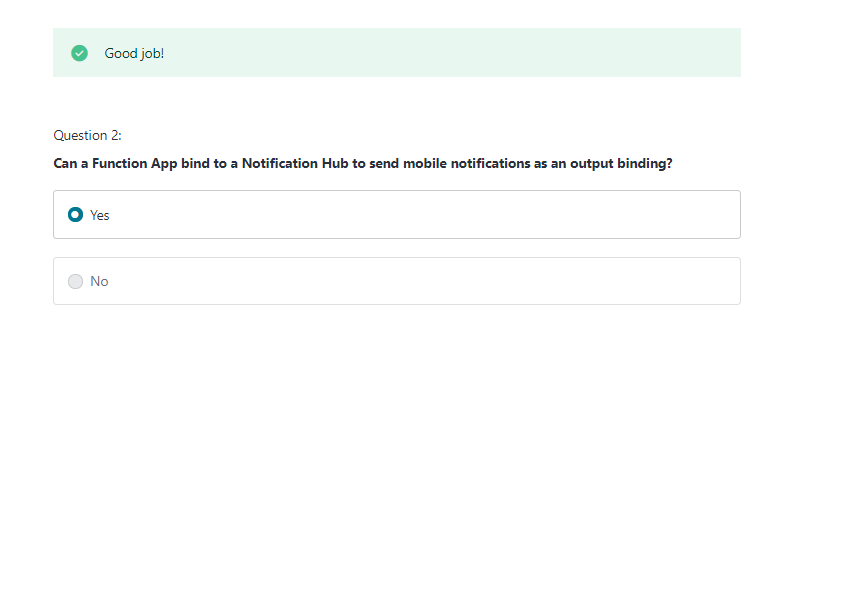 Good job!
Question 2:
Can a Function App bind to a Notification Hub to send mobile notifications as an output binding?
Yes
No